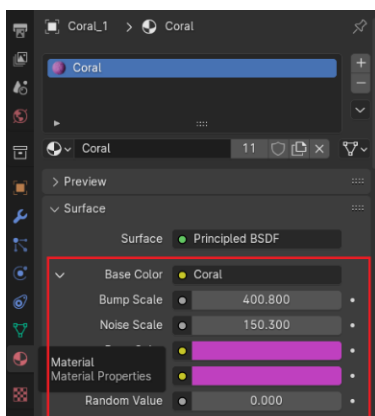 Coral_1 > Coral
Coral
Coral 11
Preview
Surface
Surface Principled BSDF
Base Color Coral
Bump Scale 400.800
Noise Scale 150.300
Material
Material Properties
Random Value 0.000